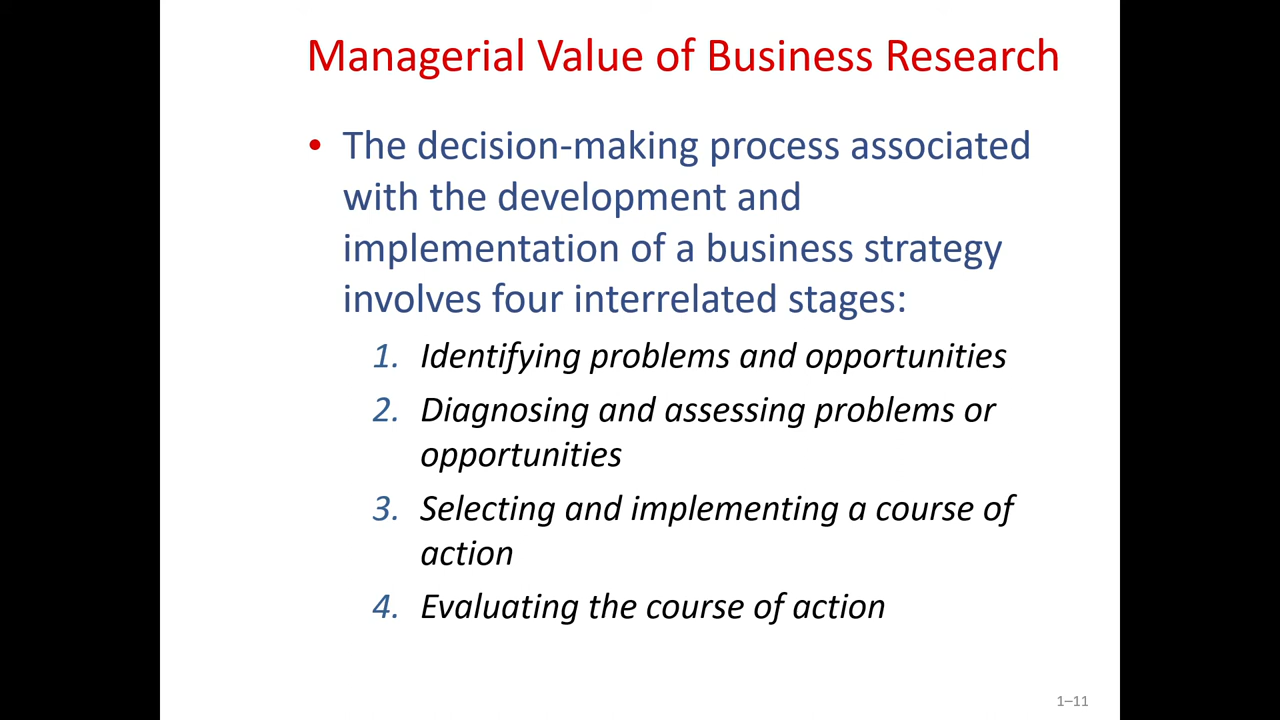 Managerial Value of Business Research
• The decision-making process associated
with the development and
implementation of a business strategy
involves four interrelated stages:
1. Identifying problems and opportunities
2. Diagnosing and assessing problems or
opportunities
3. Selecting and implementing a course of
action
4. Evaluating the course of action
1–11